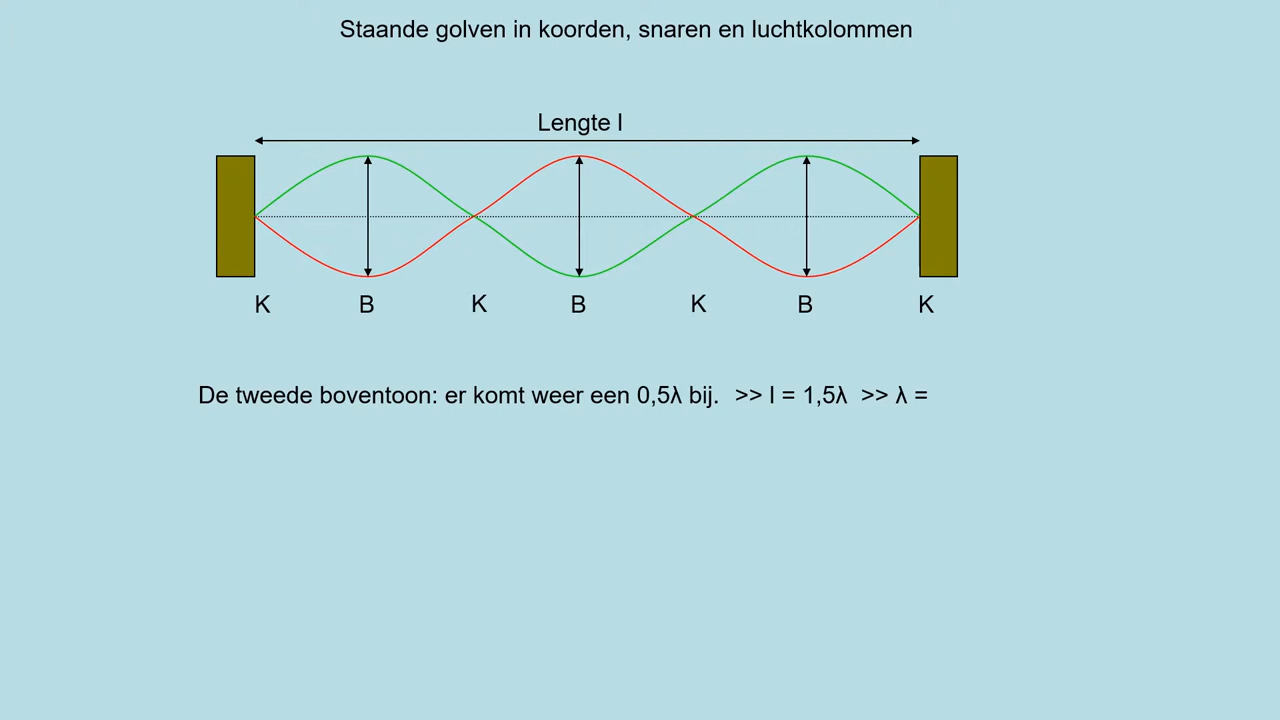 Staande golven in koorden, snaren en luchtkolommen
Lengte l
K B K B K B K
De tweede boventoon: er komt weer een 0,5λ bij. >> l = 1,5λ >> λ =